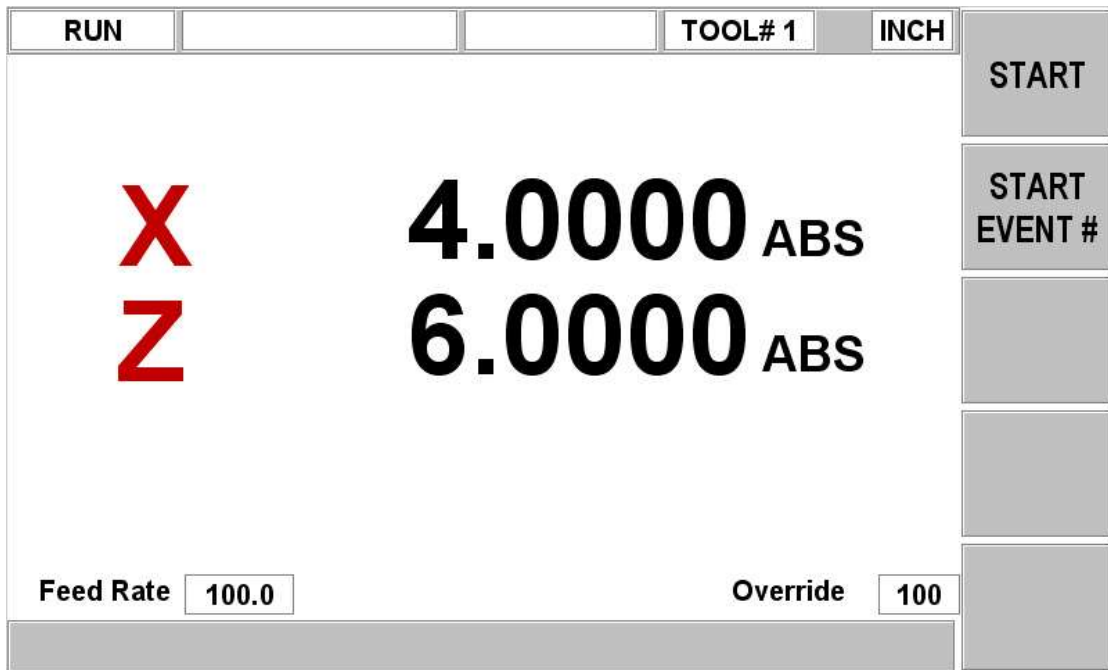 RUN TOOL# 1 INCH
START
START
EVENT #
X 4.0000 ABS
Z 6.0000 ABS
Feed Rate 100.0 Override 100